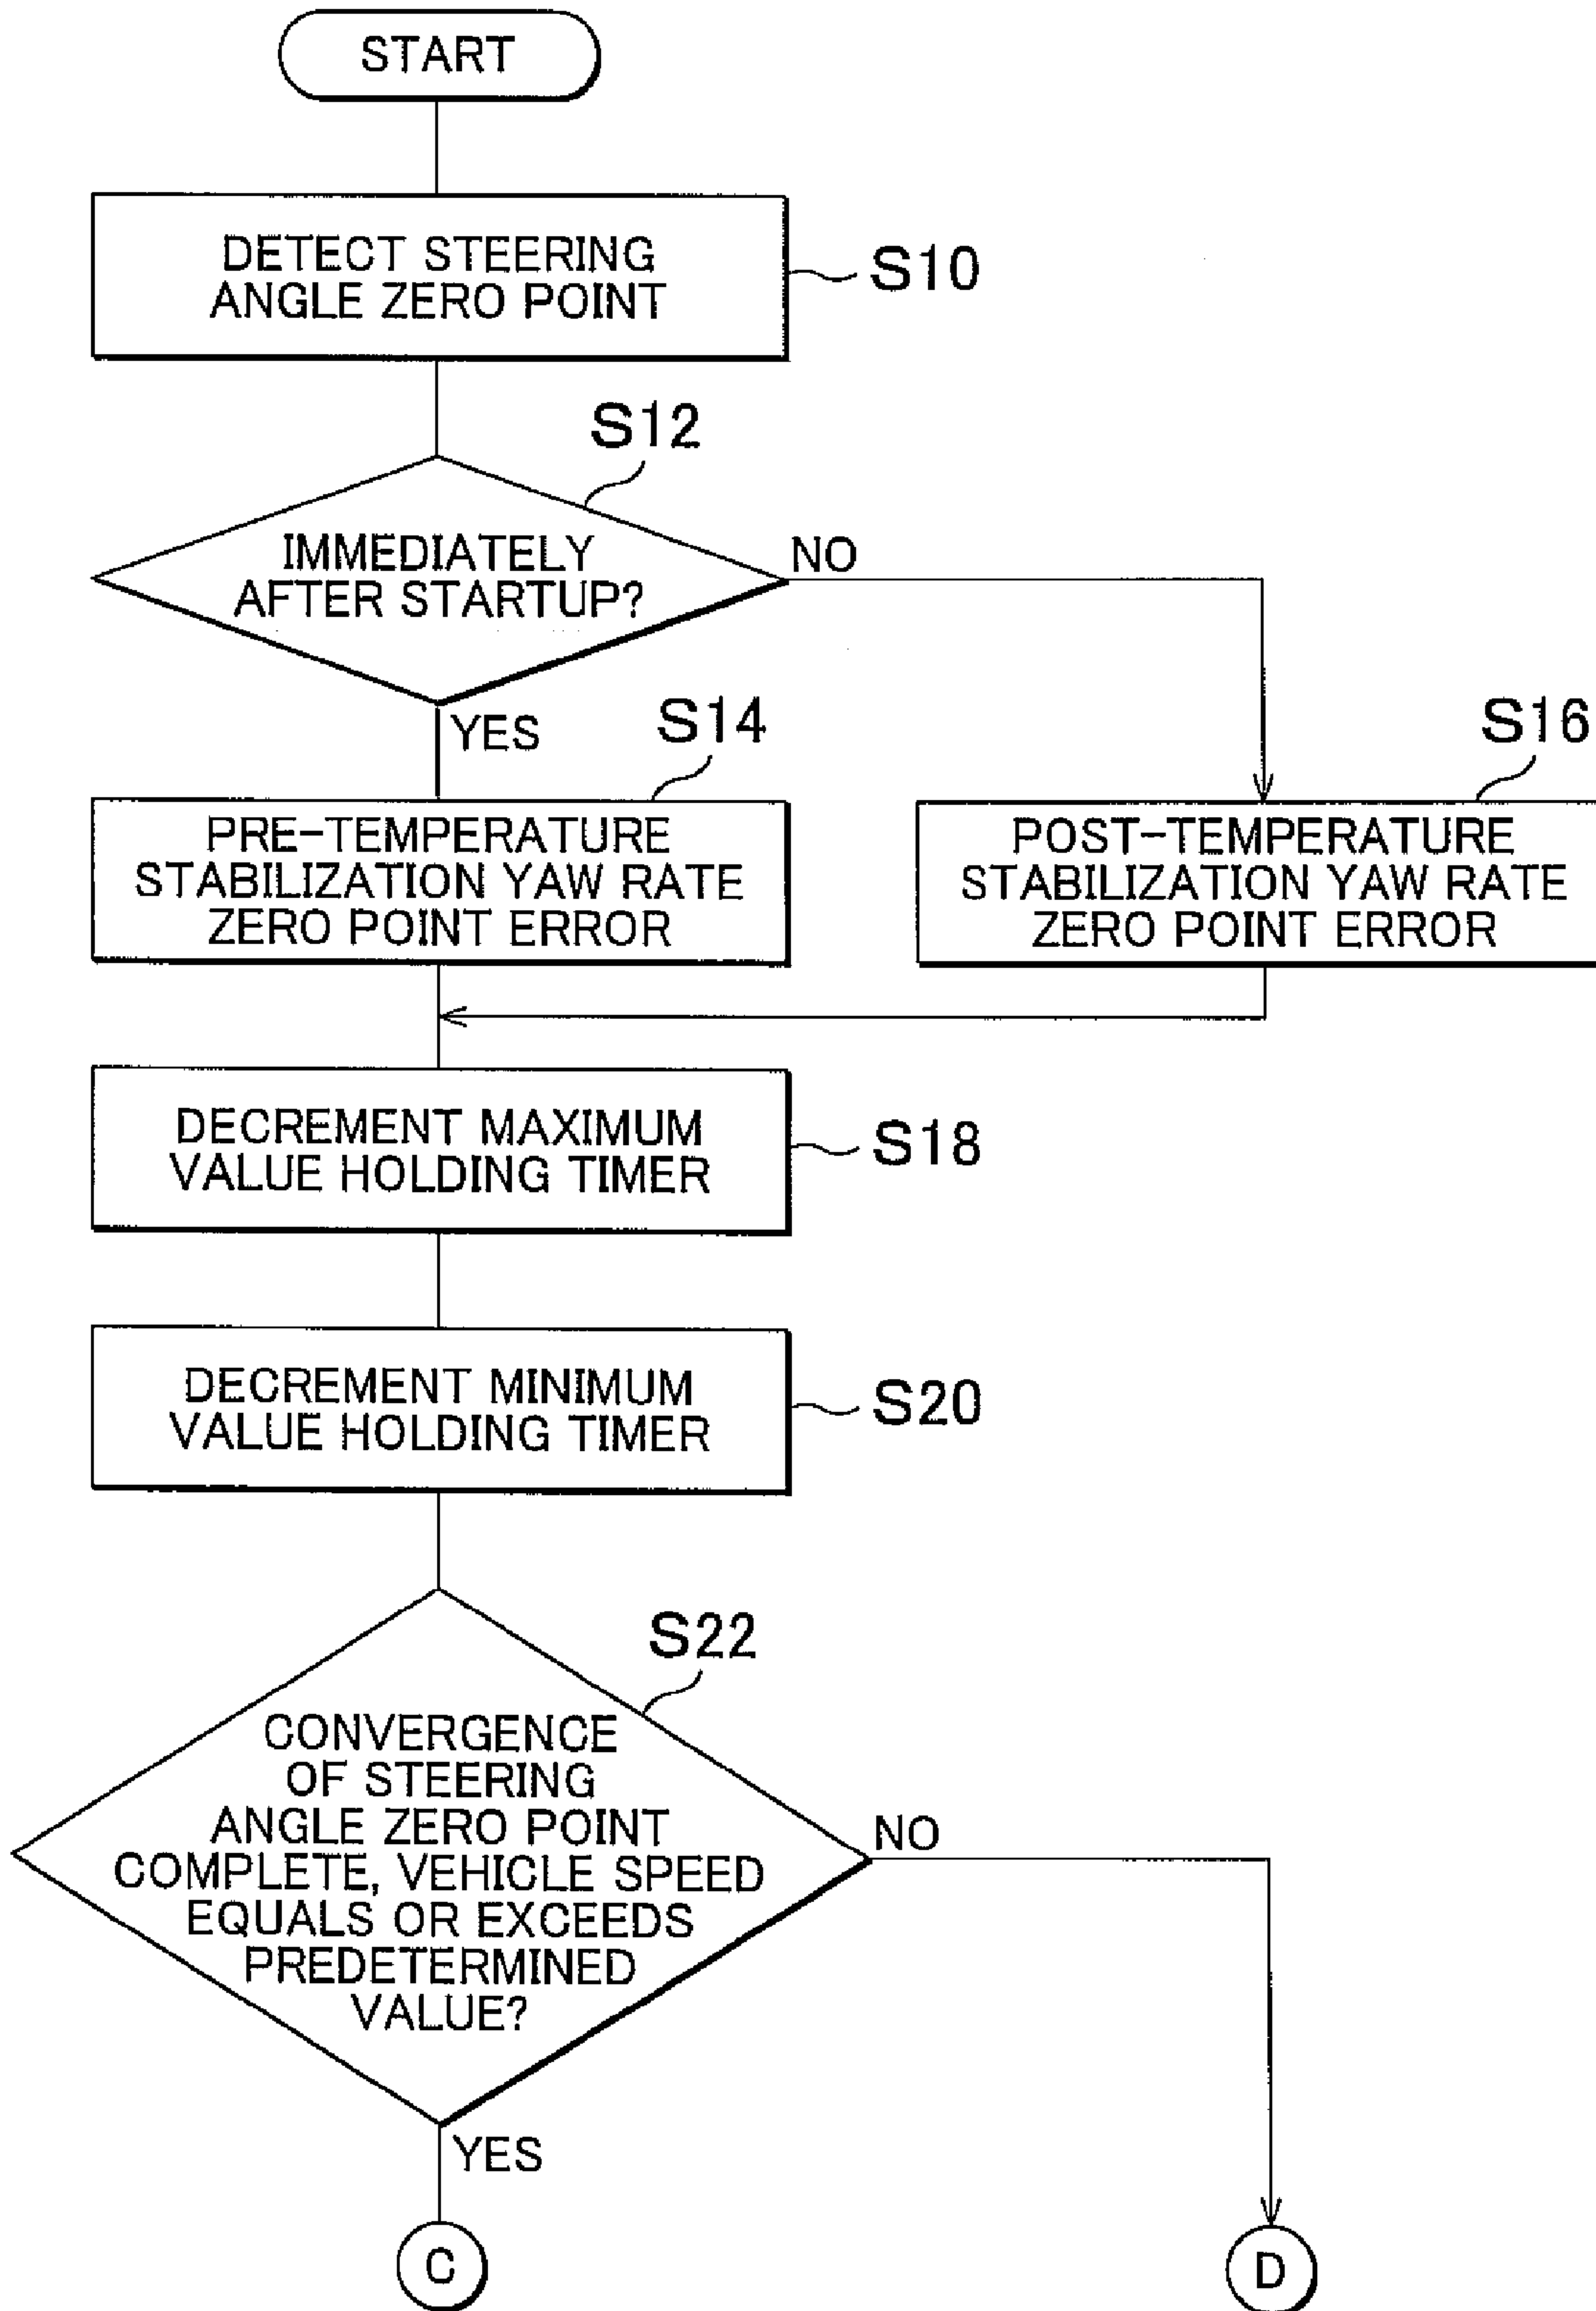 START
DETECT STEERING
ANGLE ZERO POINT
S10
S12
IMMEDIATELY
AFTER STARTUP?
NO
YES
S14
S16
PRE-TEMPERATURE
STABILIZATION YAW RATE
ZERO POINT ERROR
POST-TEMPERATURE
STABILIZATION YAW RATE
ZERO POINT ERROR
DECREMENT MAXIMUM
VALUE HOLDING TIMER
S18
DECREMENT MINIMUM
VALUE HOLDING TIMER
S20
S22
CONVERGENCE
OF STEERING
ANGLE ZERO POINT
COMPLETE, VEHICLE SPEED
EQUALS OR EXCEEDS
PREDETERMINED
VALUE?
NO
YES
C
D